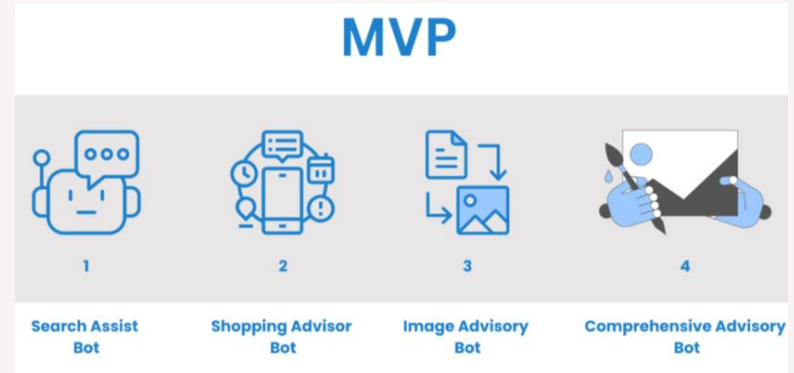 MVP
1
2
3
4
Search Assist
Bot
Shopping Advisor
Bot
Image Advisory
Bot
Comprehensive Advisory
Bot